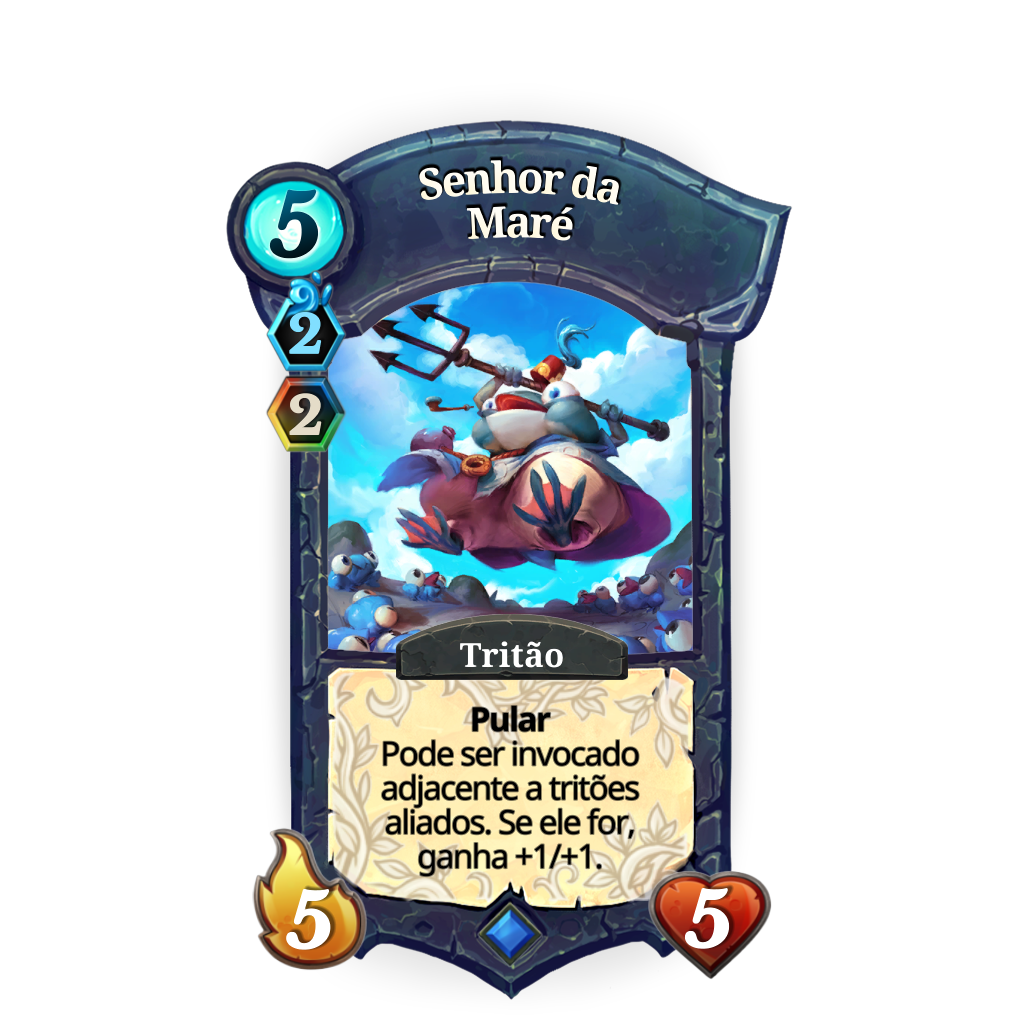 Senhor da
Maré
5
2
2
Tritão
Pular
Pode ser invocado
adjacente a tritões
aliados. Se ele for,
ganha +1/+1.
5
5